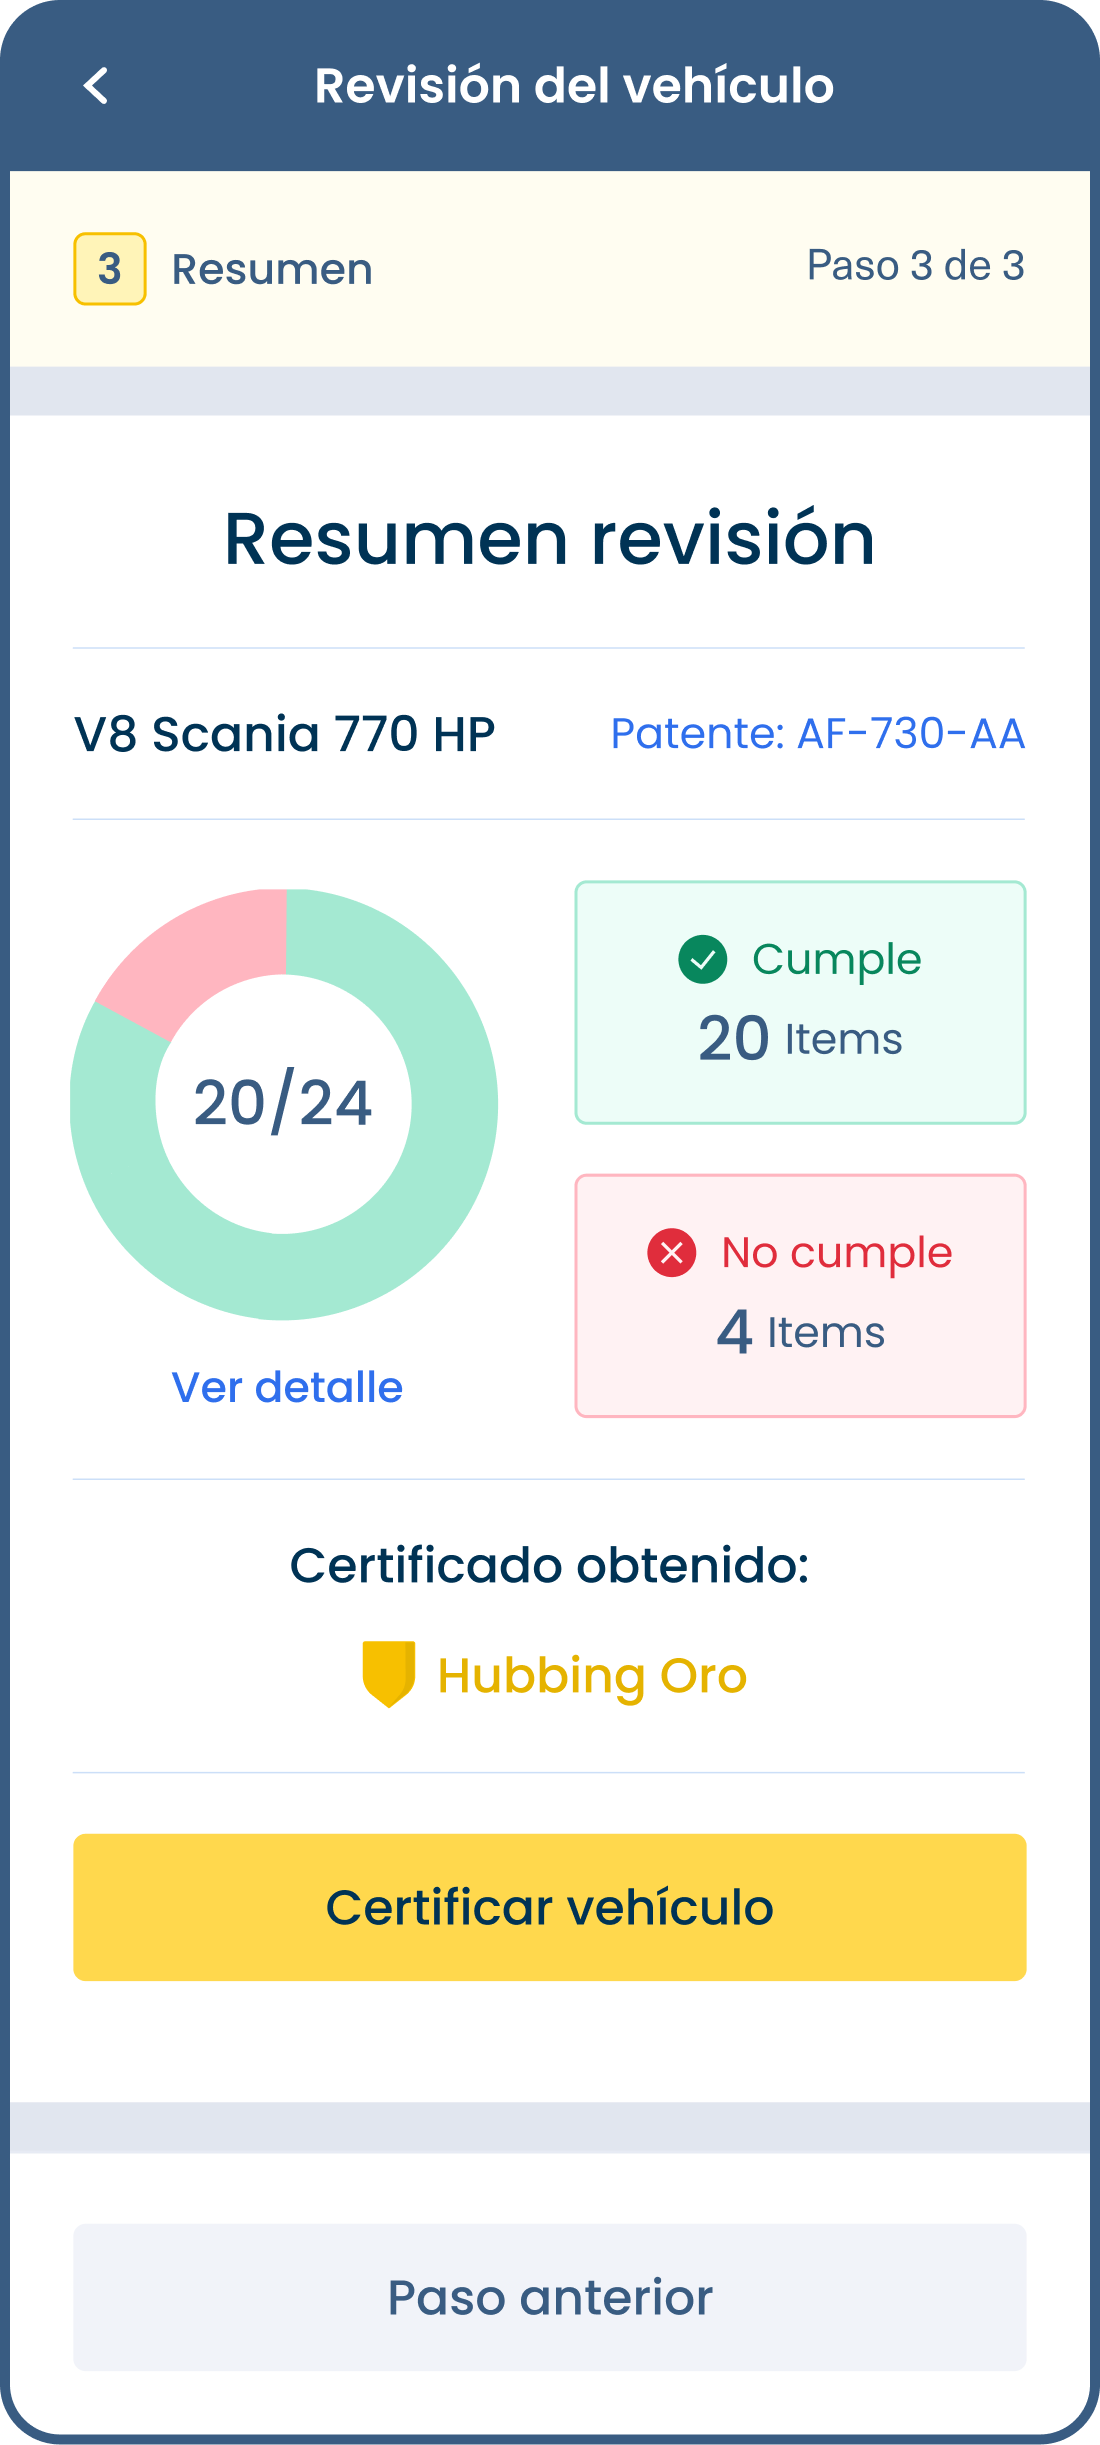 Revisión del vehículo
3 Resumen Paso 3 de 3
Resumen revisión
V8 Scania 770 HP Patente: AF-730-AA
20/24
Ver detalle
Cumple
20 Items
No cumple
4 Items
Certificado obtenido:
Hubbing Oro
Certificar vehículo
Paso anterior